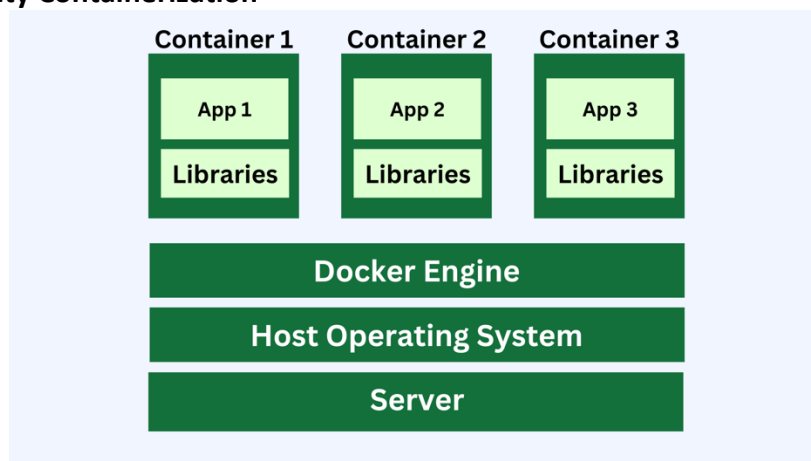 Containerization
Container 1 Container 2 Container 3
App 1 App 2 App 3
Libraries Libraries Libraries
Docker Engine
Host Operating System
Server